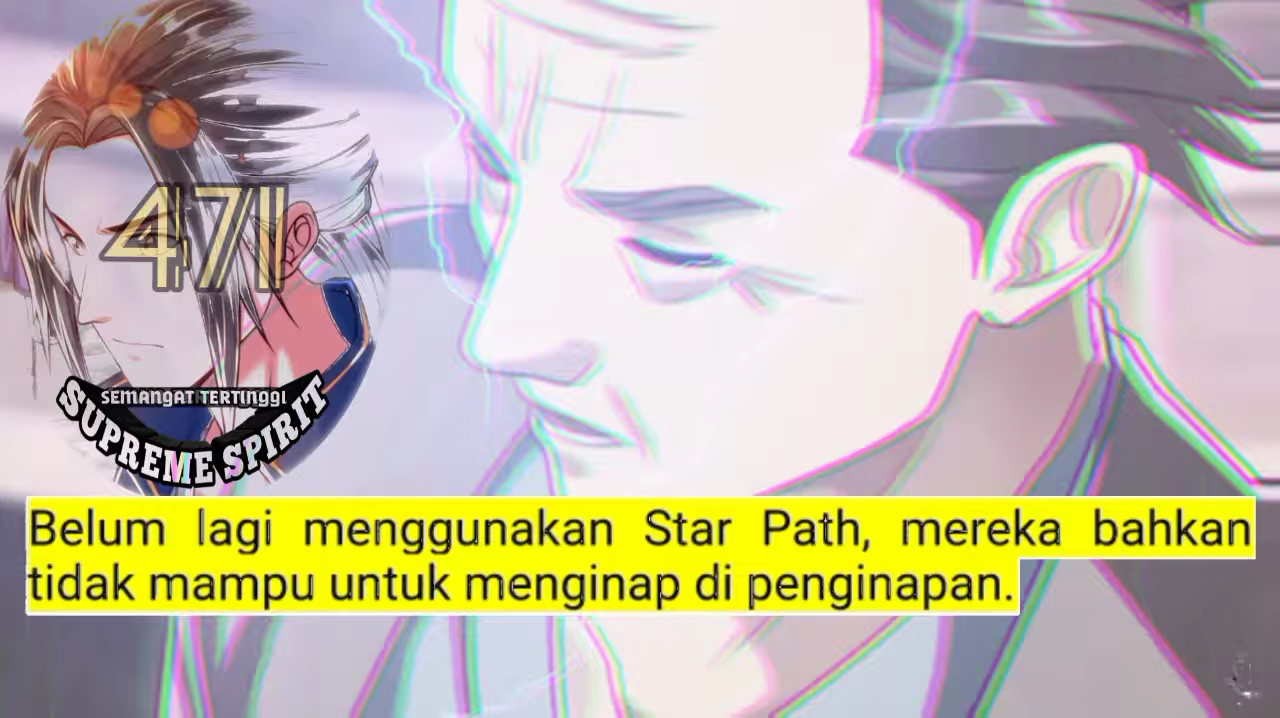 471
SEMANGAT TERTINGGI
SUPREME SPIRIT
Belum lagi menggunakan Star Path, mereka bahkan
tidak mampu untuk menginap di penginapan.